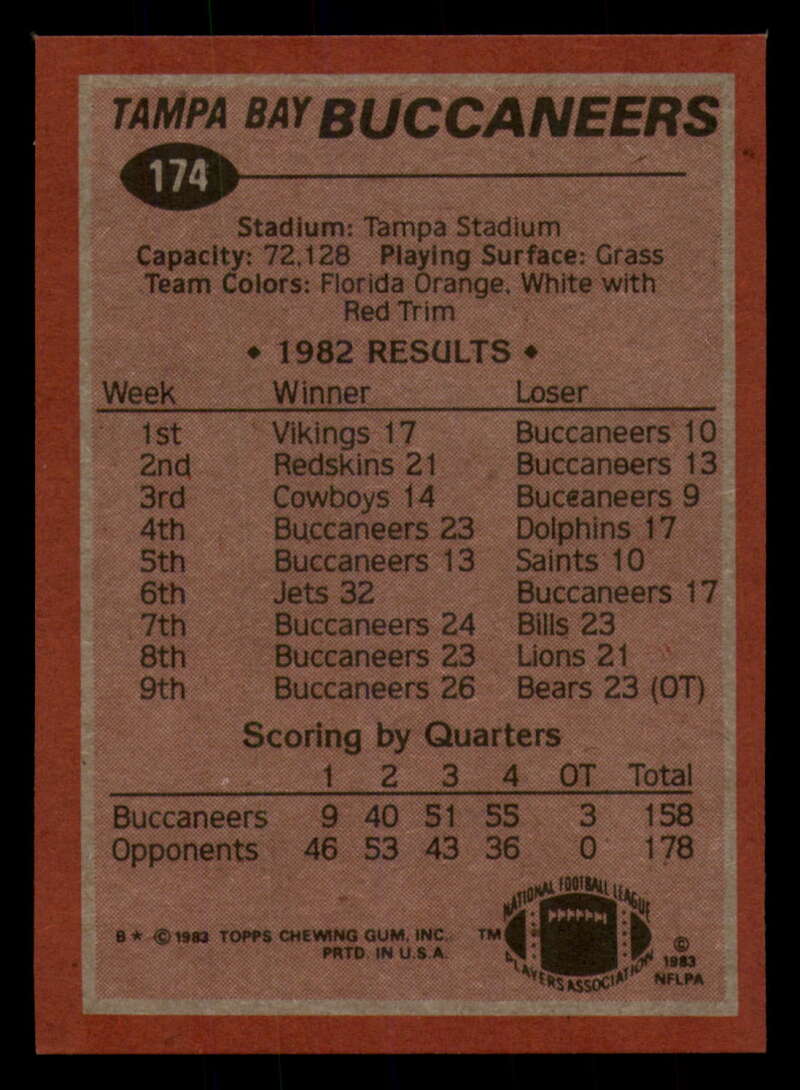 TAMPA BAY BUCCANEERS
174
Stadium: Tampa Stadium
Capacity: 72,128 Playing Surface: Grass
Team Colors: Florida Orange, White with
Red Trim
♦ 1982 RESULTS ♦
Week Winner Loser
1st Vikings 17 Buccaneers 10
2nd Redskins 21 Buccaneers 13
3rd Cowboys 14 Buccaneers 9
4th Buccaneers 23 Dolphins 17
5th Buccaneers 13 Saints 10
6th Jets 32 Buccaneers 17
7th Buccaneers 24 Bills 23
8th Buccaneers 23 Lions 21
9th Buccaneers 26 Bears 23 (OT)
Scoring by Quarters
1 2 3 4 OT Total
Buccaneers 9 40 51 55 3 158
Opponents 46 53 43 36 0 178
NATIONAL FOOTBALL LEAGUE
PLAYERS ASSOCIATION
B★ © 1983 TOPPS CHEWING GUM, INC. TM
PRTD. IN U.S.A.
© 1983
NFLPA